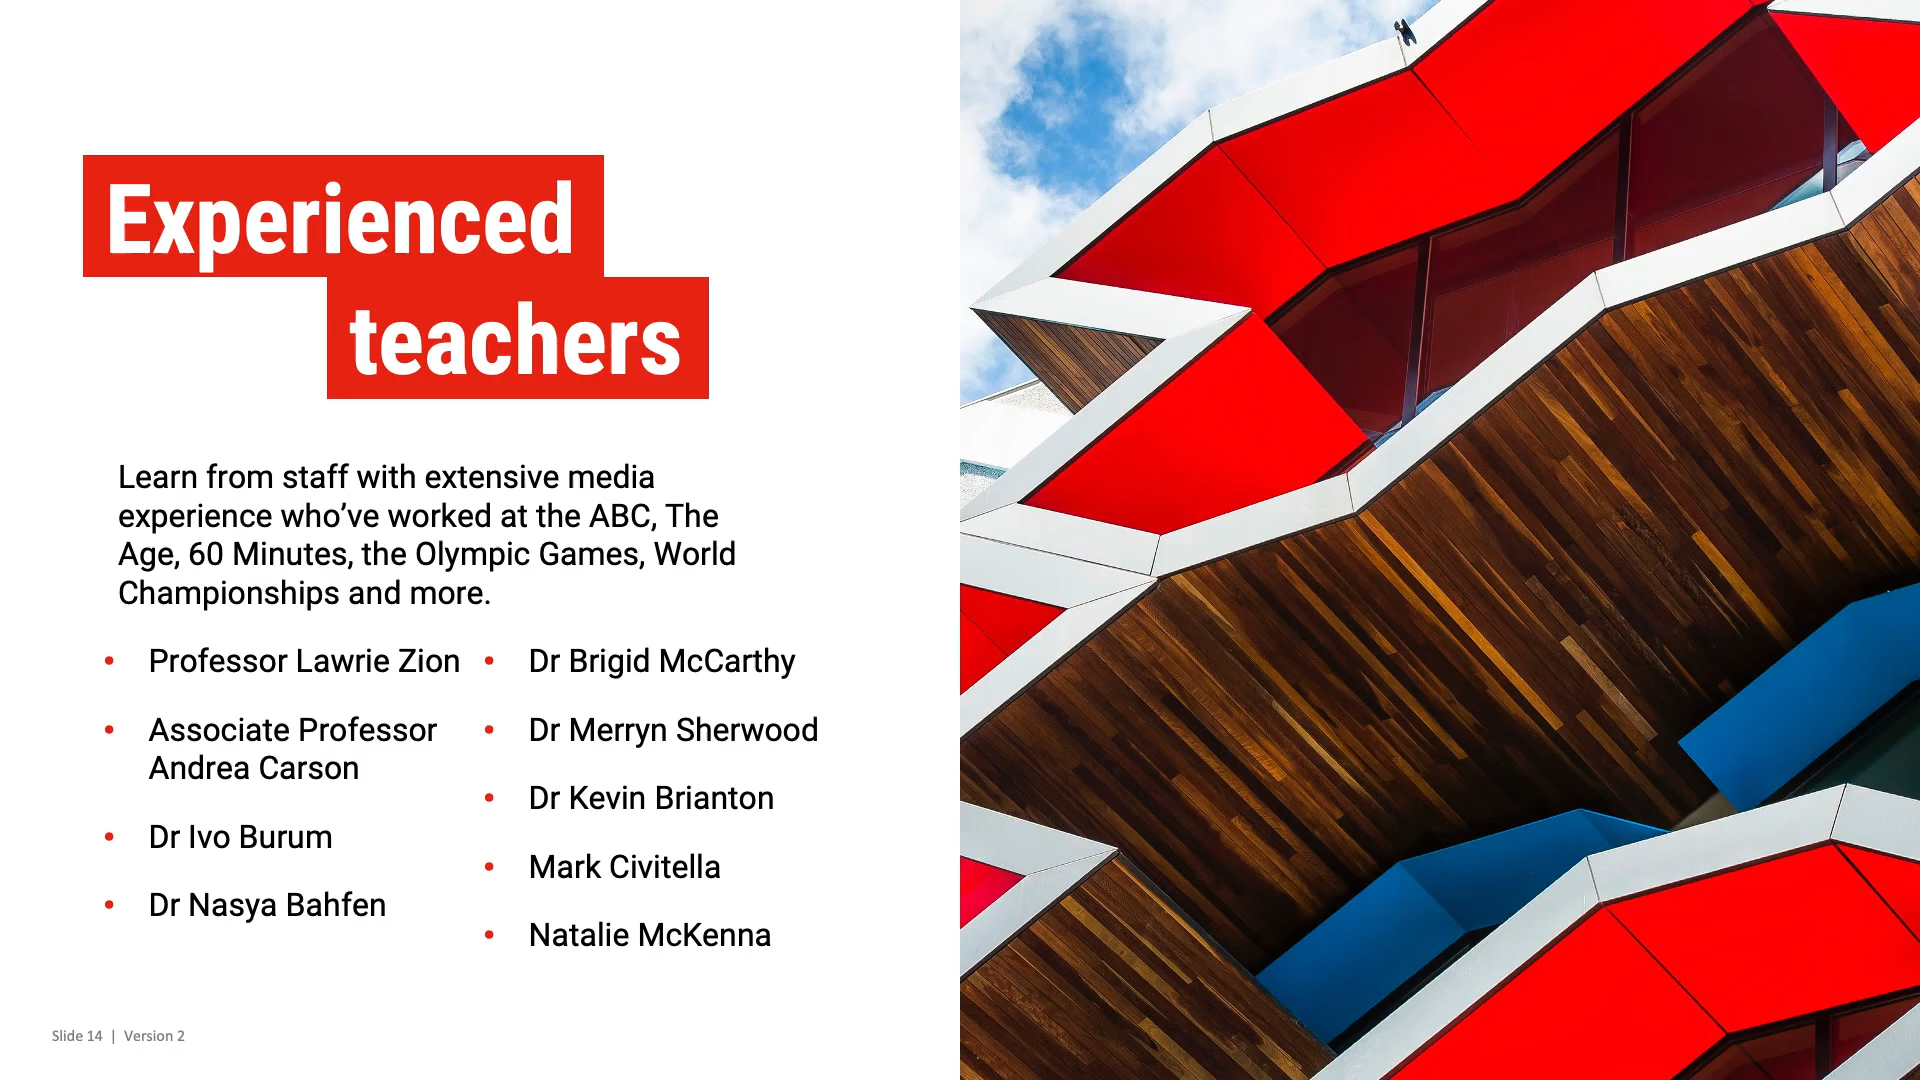 Experienced
teachers
Learn from staff with extensive media
experience who’ve worked at the ABC, The
Age, 60 Minutes, the Olympic Games, World
Championships and more.
• Professor Lawrie Zion
• Associate Professor
Andrea Carson
• Dr Ivo Burum
• Dr Nasya Bahfen
• Dr Brigid McCarthy
• Dr Merryn Sherwood
• Dr Kevin Brianton
• Mark Civitella
• Natalie McKenna
Slide 14 | Version 2